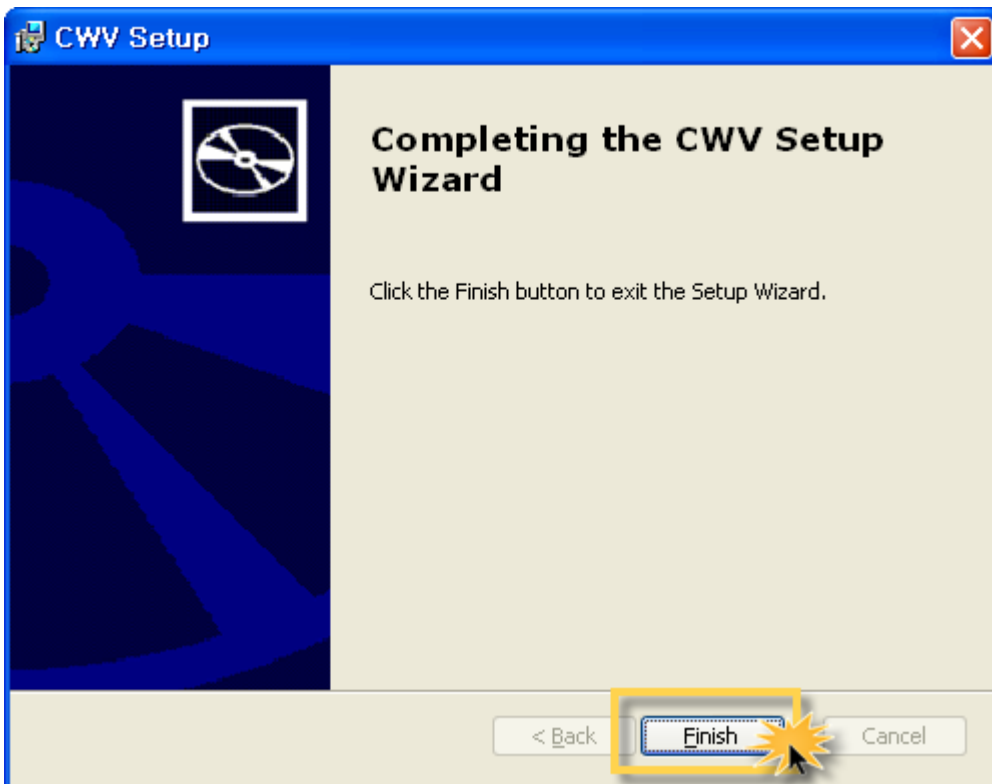 CWV Setup
Completing the CWV Setup
Wizard
Click the Finish button to exit the Setup Wizard.
< Back
Finish
Cancel